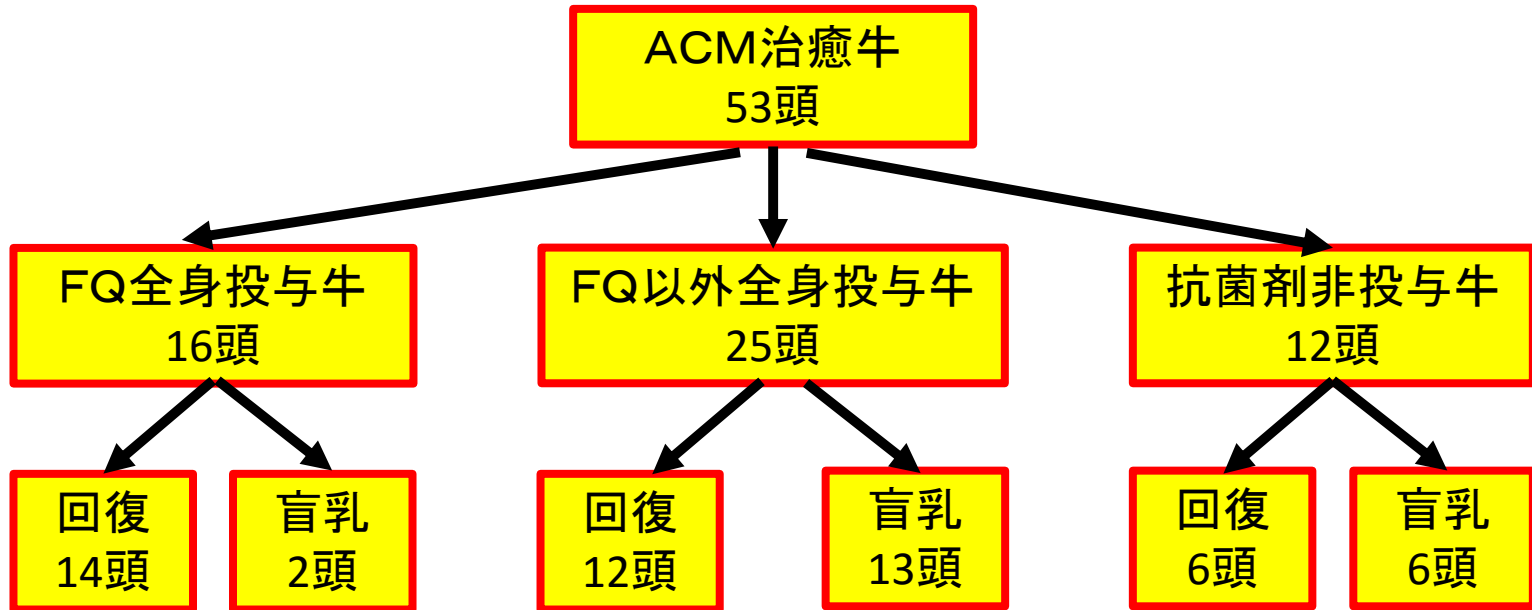 ACM治癒牛
53頭
FQ全身投与牛
16頭
FQ以外全身投与牛
25頭
抗菌剤非投与牛
12頭
回復
14頭
盲乳
2頭
回復
12頭
盲乳
13頭
回復
6頭
盲乳
6頭